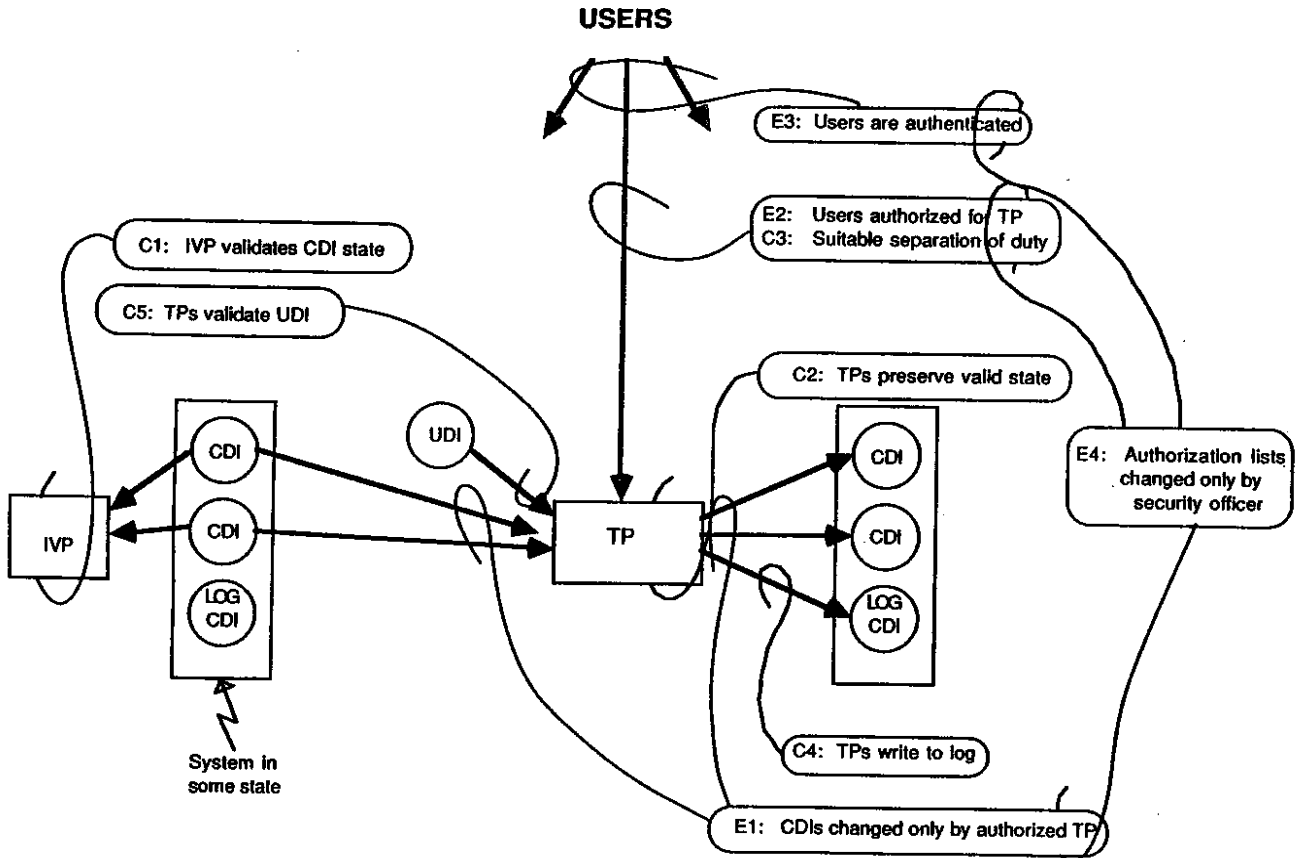 USERS
E3: Users are authenticated
E2: Users authorized for TP
C3: Suitable separation of duty
C1: IVP validates CDI state
C5: TPs validate UDI
C2: TPs preserve valid state
E4: Authorization lists
changed only by
security officer
CDI
UDI
CDI
IVP
CDI
TP
CDI
LOG
CDI
LOG
CDI
System in
some state
C4: TPs write to log
E1: CDIs changed only by authorized TP